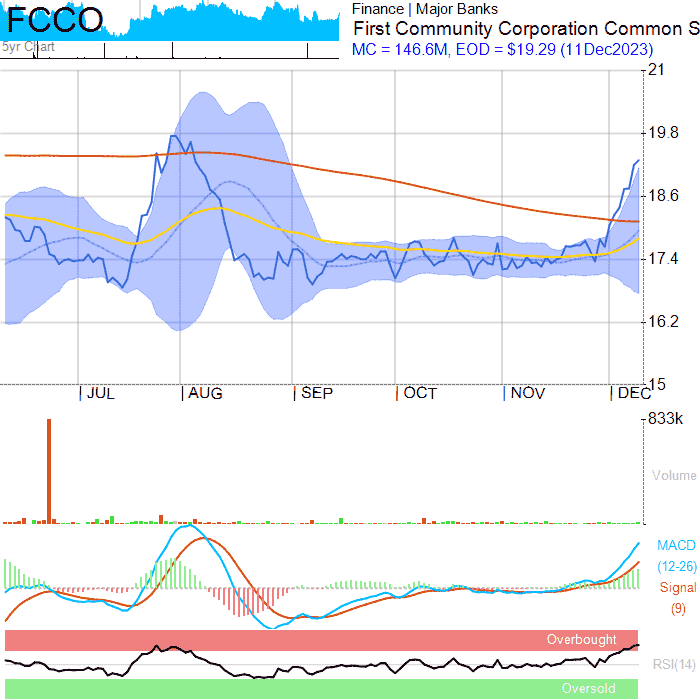 FCCO
5yr Chart
Finance | Major Banks
First Community Corporation Common S
MC = 146.6M, EOD = $19.29 (11Dec2023)
21
19.8
18.6
17.4
16.2
15
| JUL | AUG | SEP | OCT | NOV | DEC
833k
Volume
MACD
(12-26)
Signal
(9)
Overbought
RSI(14)
Oversold